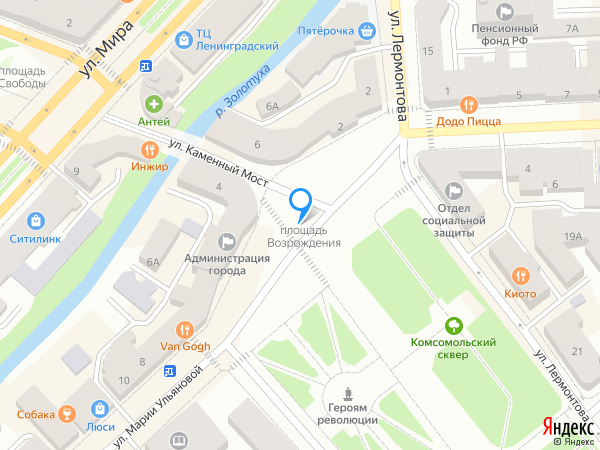 ул. Мира
ТЦ
Ленинградский
Пятёрочка
ул. Лермонтова
Пенсионный
фонд РФ
7А
15
площадь
Свободы
р. Золотуха
2
1
5
7
6А
Антей
Додо Пицца
6
2
ул. Каменный Мост
Инжир
9
4
4
6
Отдел
социальной
защиты
Ситилинк
площадь
Возрождения
19А
6А
Администрация
города
Киото
Van Gogh
Комсомольский
сквер
8
21
10
ул. Марии Ульяновой
ул. Лермонтова
Собака
Люси
Героям
революции
Яндекс